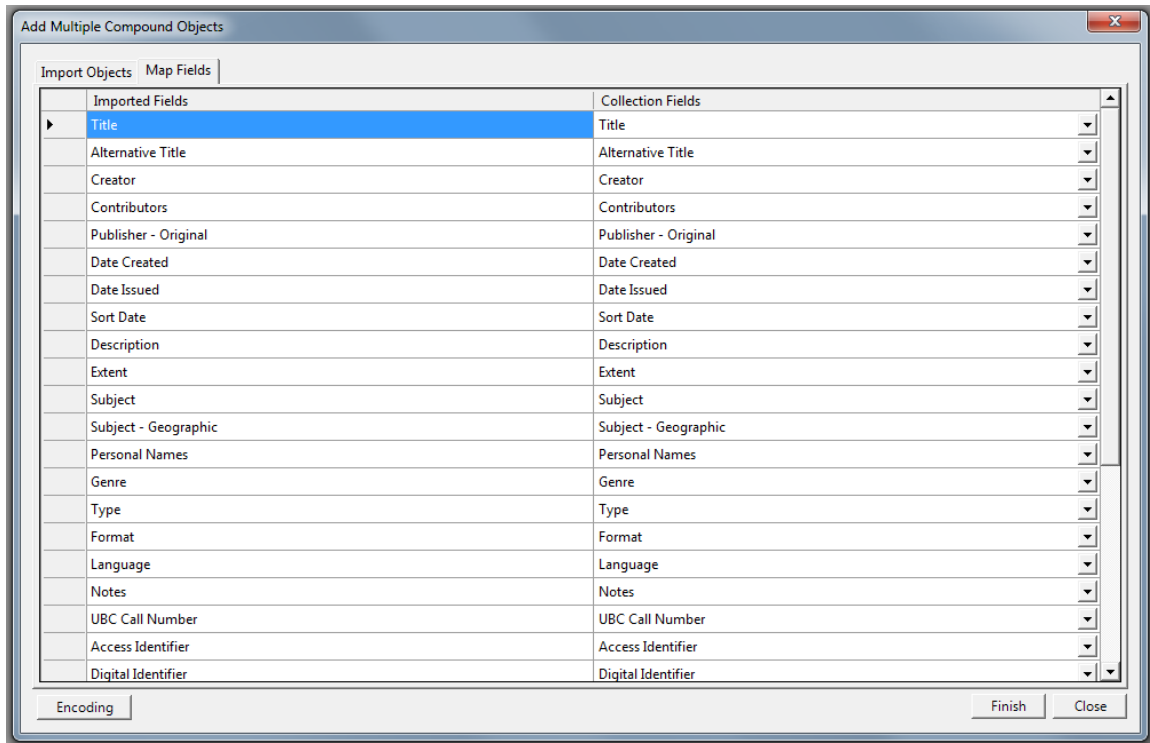 Add Multiple Compound Objects
Import Objects Map Fields
Imported Fields Collection Fields
Title Title
Alternative Title Alternative Title
Creator Creator
Contributors Contributors
Publisher - Original Publisher - Original
Date Created Date Created
Date Issued Date Issued
Sort Date Sort Date
Description Description
Extent Extent
Subject Subject
Subject - Geographic Subject - Geographic
Personal Names Personal Names
Genre Genre
Type Type
Format Format
Language Language
Notes Notes
UBC Call Number UBC Call Number
Access Identifier Access Identifier
Digital Identifier Digital Identifier
Encoding Finish Close